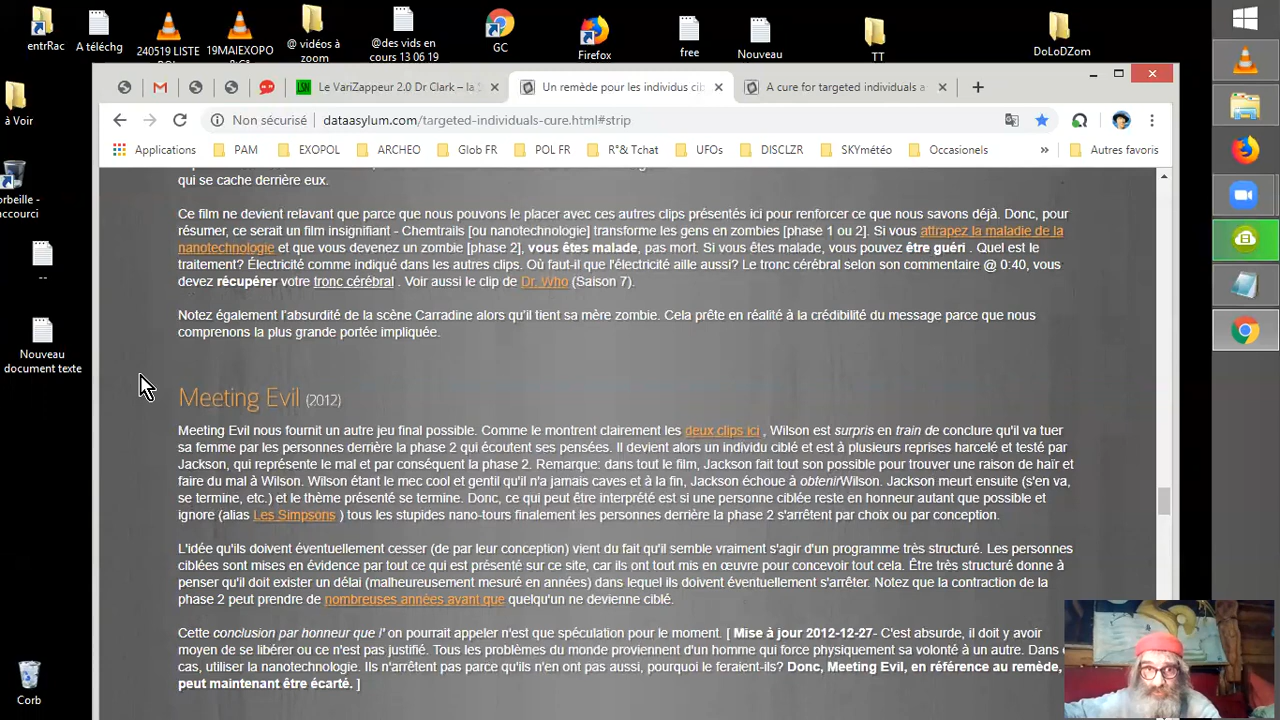 entrRac
A téléchg
240519 LISTE
19MAIEXPO
@ vidéos à
zoom
@des vids en
cours 13 06 19
GC
Firefox
free
Nouveau
TT
DoLoDZom
à Voir
orbeille -
accourci
--
Nouveau
document texte
Corb
Le VariZappeur 2.0 Dr Clark – la S
Un remède pour les individus cib
A cure for targeted individuals a
Non sécurisé
dataasylum.com/targeted-individuals-cure.html#strip
Applications
PAM
EXOPOL
ARCHEO
Glob FR
POL FR
R°& Tchat
UFOs
DISCLZR
SKYmétéo
Occasionels
»
Autres favoris
qui se cache derrière eux.
Ce film ne devient relavant que parce que nous pouvons le placer avec ces autres clips présentés ici pour renforcer ce que nous savons déjà. Donc, pour
résumer, ce serait un film insignifiant - Chemtrails [ou nanotechnologie] transforme les gens en zombies [phase 1 ou 2]. Si vous attrapez la maladie de la
nanotechnologie et que vous devenez un zombie [phase 2], vous êtes malade, pas mort. Si vous êtes malade, vous pouvez être guéri . Quel est le
traitement? Électricité comme indiqué dans les autres clips. Où faut-il que l'électricité aille aussi? Le tronc cérébral selon son commentaire @ 0:40, vous
devez récupérer votre tronc cérébral . Voir aussi le clip de Dr. Who (Saison 7).
Notez également l'absurdité de la scène Carradine alors qu'il tient sa mère zombie. Cela prête en réalité à la crédibilité du message parce que nous
comprenons la plus grande portée impliquée.
Meeting Evil (2012)
Meeting Evil nous fournit un autre jeu final possible. Comme le montrent clairement les deux clips ici , Wilson est surpris en train de conclure qu'il va tuer
sa femme par les personnes derrière la phase 2 qui écoutent ses pensées. Il devient alors un individu ciblé et est à plusieurs reprises harcelé et testé par
Jackson, qui représente le mal et par conséquent la phase 2. Remarque: dans tout le film, Jackson fait tout son possible pour trouver une raison de haïr et
faire du mal à Wilson. Wilson étant le mec cool et gentil qu'il n'a jamais caves et à la fin, Jackson échoue à obtenirWilson. Jackson meurt ensuite (s'en va,
se termine, etc.) et le thème présenté se termine. Donc, ce qui peut être interprété est si une personne ciblée reste en honneur autant que possible et
ignore (alias Les Simpsons ) tous les stupides nano-tours finalement les personnes derrière la phase 2 s'arrêtent par choix ou par conception.
L'idée qu'ils doivent éventuellement cesser (de par leur conception) vient du fait qu'il semble vraiment s'agir d'un programme très structuré. Les personnes
ciblées sont mises en évidence par tout ce qui est présenté sur ce site, car ils ont tout mis en œuvre pour concevoir tout cela. Être très structuré donne à
penser qu'il doit exister un délai (malheureusement mesuré en années) dans lequel ils doivent éventuellement s'arrêter. Notez que la contraction de la
phase 2 peut prendre de nombreuses années avant que quelqu'un ne devienne ciblé.
Cette conclusion par honneur que l' on pourrait appeler n'est que spéculation pour le moment. [ Mise à jour 2012-12-27- C'est absurde, il doit y avoir
moyen de se libérer ou ce n'est pas justifié. Tous les problèmes du monde proviennent d'un homme qui force physiquement sa volonté à un autre. Dans
cas, utiliser la nanotechnologie. Ils n'arrêtent pas parce qu'ils n'en ont pas aussi, pourquoi le feraient-ils? Donc, Meeting Evil, en référence au remède,
peut maintenant être écarté. ]